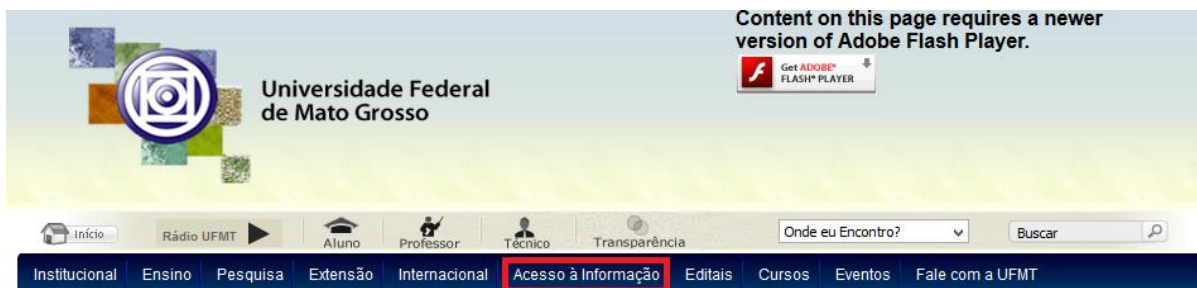 Content on this page requires a newer
version of Adobe Flash Player.
Get ADOBE®
FLASH® PLAYER
Universidade Federal
de Mato Grosso
Início
Rádio UFMT
Aluno
Professor
Técnico
Transparência
Onde eu Encontro?
Buscar
Institucional Ensino Pesquisa Extensão Internacional Acesso à Informação Editais Cursos Eventos Fale com a UFMT